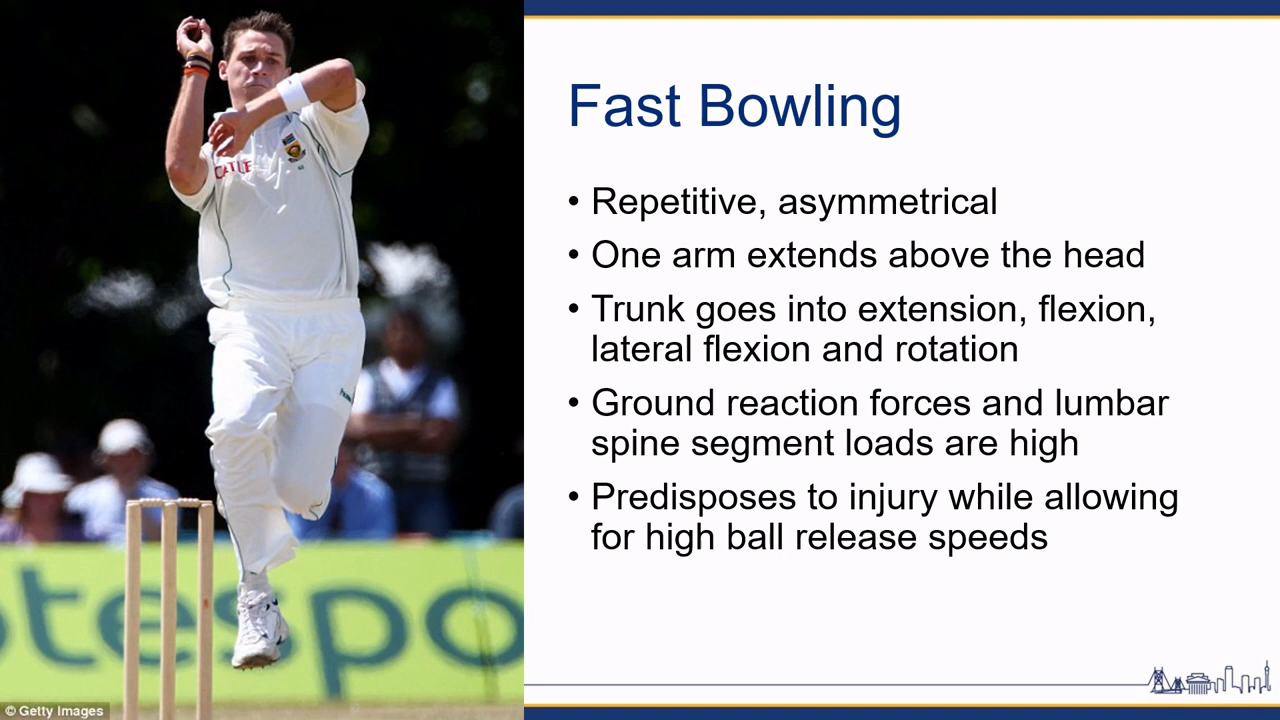 CATLE
otespo
© Getty Images
Fast Bowling
• Repetitive, asymmetrical
• One arm extends above the head
• Trunk goes into extension, flexion,
lateral flexion and rotation
• Ground reaction forces and lumbar
spine segment loads are high
• Predisposes to injury while allowing
for high ball release speeds